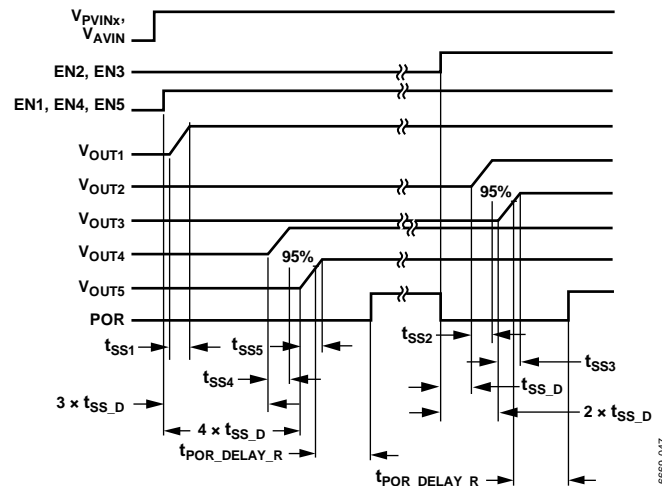 VPVINx,
VAVIN
EN2, EN3
EN1, EN4, EN5
VOUT1
VOUT2
95%
VOUT3
VOUT4
95%
VOUT5
POR
tSS1
tSS5
tSS2
tSS3
tSS4
tSS_D
3 × tSS_D
4 × tSS_D
2 × tSS_D
tPOR_DELAY_R
tPOR_DELAY_R